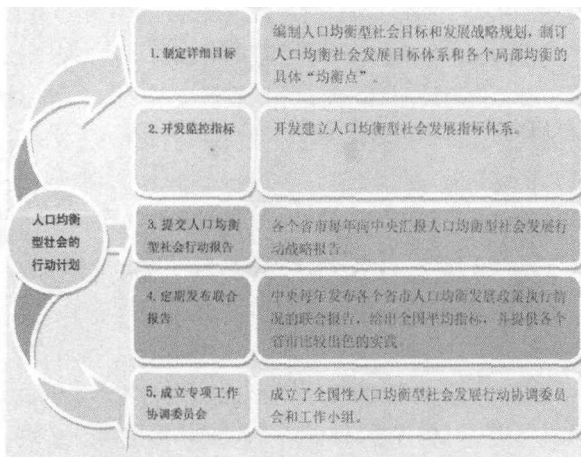 人口均衡
型社会的
行动计划
1. 制定详细目标
编制人口均衡型社会目标和发展战略规划，制订
人口均衡社会发展目标体系和各个局部均衡的
具体“均衡点”。
2. 开发监控指标
开发建立人口均衡型社会发展指标体系。
3. 提交人口均衡
型社会行动报告
各个省市每年向中央汇报人口均衡型社会发展行
动战略报告。
4. 定期发布联合
报告
中央每年发布各个省市人口均衡发展政策执行情
况的联合报告，给出全国平均指标，并提供各个
省市比较出色的实践。
5. 成立专项工作
协调委员会
成立了全国性人口均衡型社会发展行动协调委员
会和工作小组。